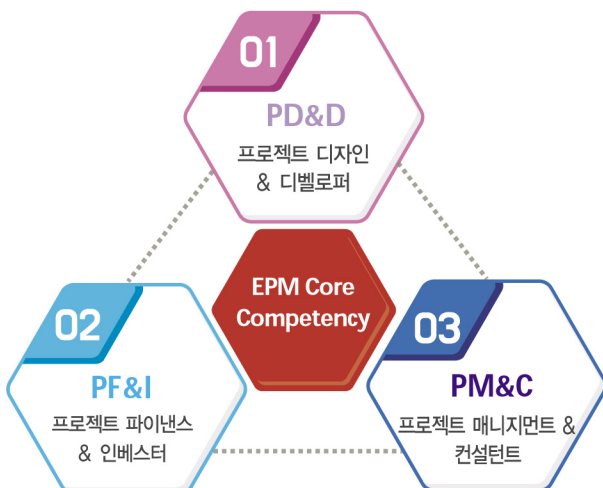 01
PD&D
프로젝트 디자인
& 디벨로퍼
EPM Core
Competency
02
PF&I
프로젝트 파이낸스
& 인베스터
03
PM&C
프로젝트 매니지먼트 &
컨설턴트